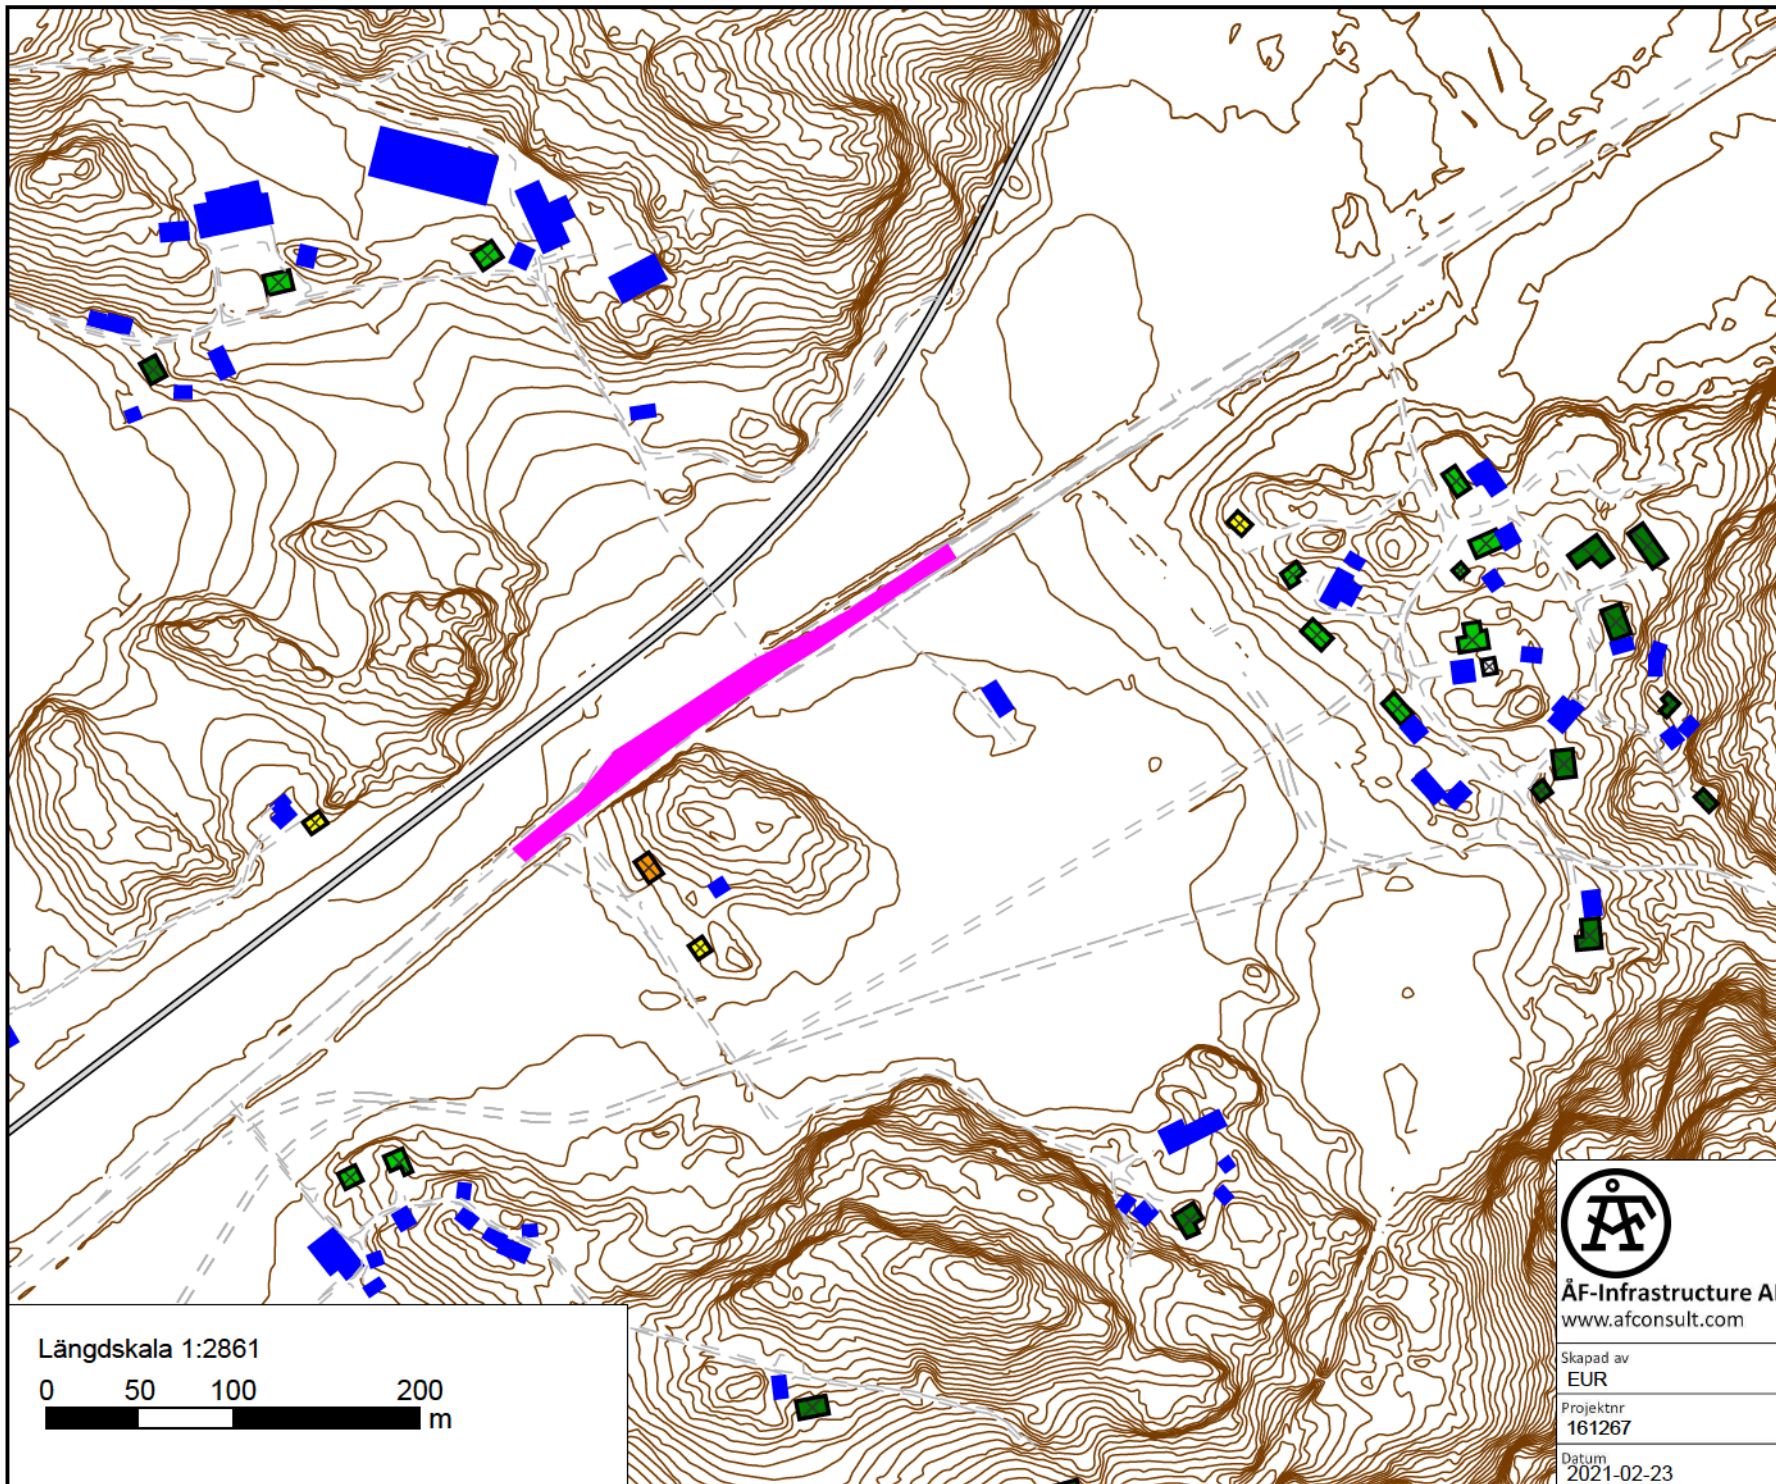 Längdskala 1:2861
0 50 100 200
m
ÅF
ÅF-Infrastructure A
www.afconsult.com
Skapad av
EUR
Projektnr
161267
Datum
2021-02-23